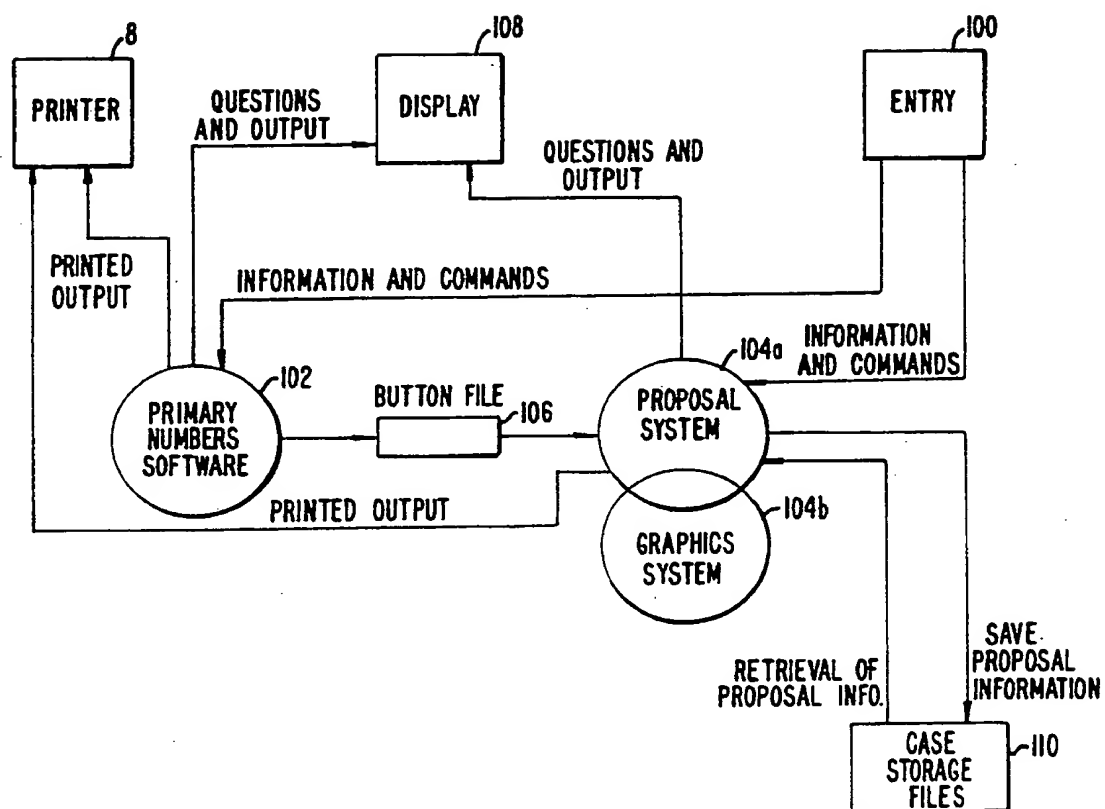 8
108
100
PRINTER
DISPLAY
ENTRY
QUESTIONS
AND OUTPUT
QUESTIONS AND
OUTPUT
PRINTED
OUTPUT
INFORMATION AND COMMANDS
INFORMATION
AND COMMANDS
102
104a
BUTTON FILE
106
PRIMARY
NUMBERS
SOFTWARE
PROPOSAL
SYSTEM
PRINTED OUTPUT
104b
GRAPHICS
SYSTEM
RETRIEVAL OF
PROPOSAL INFO.
SAVE
PROPOSAL
INFORMATION
CASE
STORAGE
FILES
110